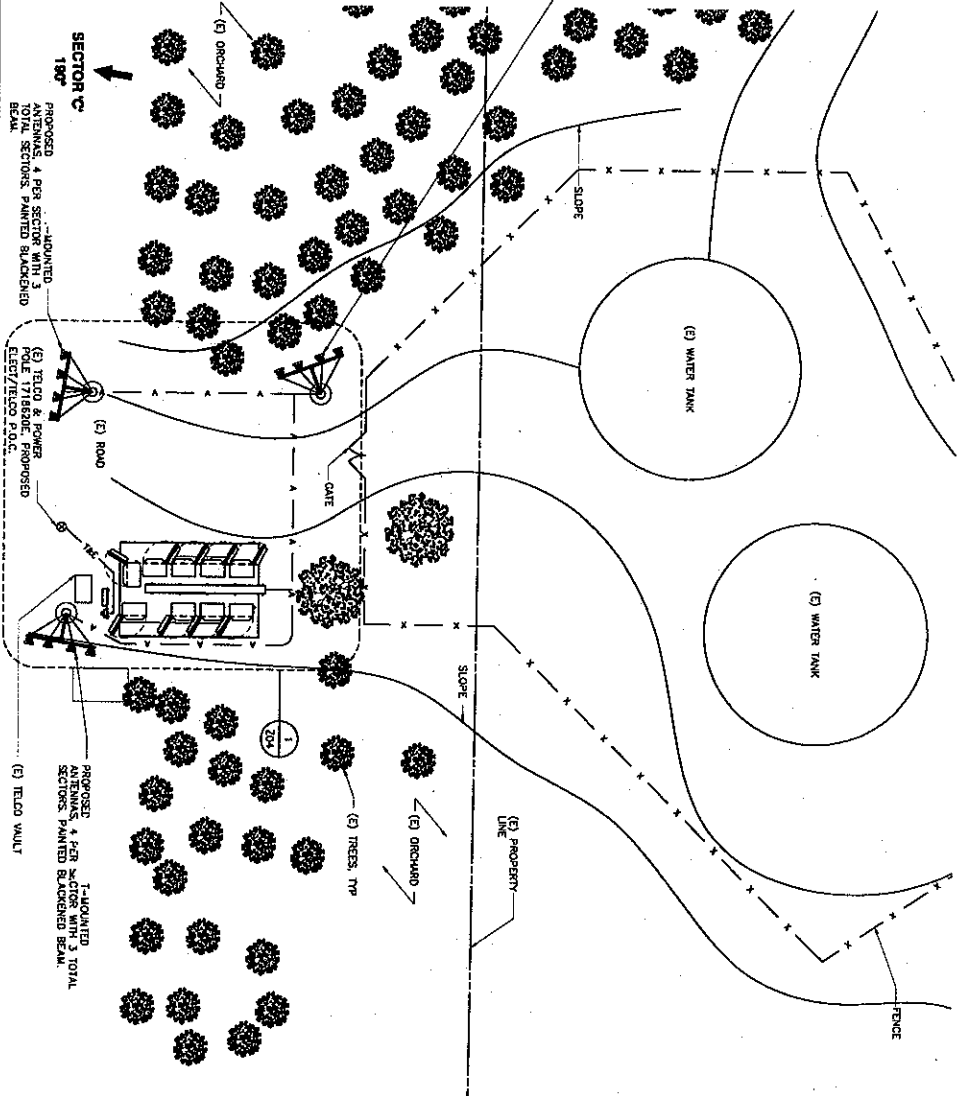 (E) ORCHARD
SECTOR 'C'
190°
PROPOSED T-MOUNTED
ANTENNAS, 4 PER SECTOR WITH 3
TOTAL SECTORS. PAINTED BLACKENED
BEAM.
(E) TELCO & POWER
POLE 1718620E, PROPOSED
ELECT/TELCO P.O.C.
(E) ROAD
GATE
SLOPE
(E) WATER TANK
(E) WATER TANK
SLOPE
T&E
1
Z04
(E) TREES, TYP
(E) ORCHARD
(E) PROPERTY
LINE
FENCE
PROPOSED T-MOUNTED
ANTENNAS, 4 PER SECTOR WITH 3 TOTAL
SECTORS. PAINTED BLACKENED BEAM.
(E) TELCO VAULT